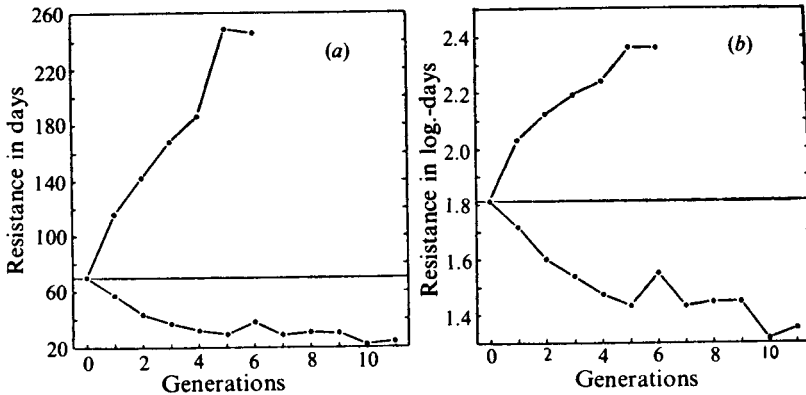 260
220
180
140
100
60
20
Resistance in days
(a)
0 2 4 6 8 10
Generations
2.4
2.2
2.0
1.8
1.6
1.4
Resistance in log.-days
(b)
0 2 4 6 8 10
Generations